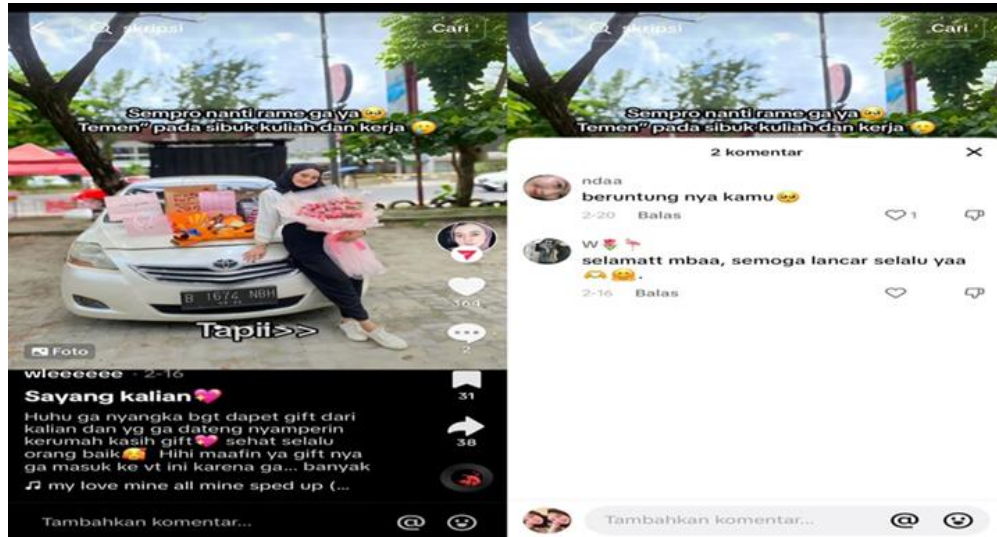 skripsi
Cari
Sempro nanti rame ga ya🥺
Temen" pada sibuk kuliah dan kerja 🥲
B 1674 NBH
Tapii>>
Foto
364
2
wleeeeee · 2-16
Sayang kalian💝
Huhu ga nyangka bgt dapet gift dari
kalian dan yg ga dateng nyamperin
kerumah kasih gift💝 sehat selalu
orang baik🥰 Hihi maafin ya gift nya
ga masuk ke vt ini karena ga... banyak
my love mine all mine sped up (...
31
38
Tambahkan komentar...
skripsi
Cari
Sempro nanti rame ga ya🥺
Temen" pada sibuk kuliah dan kerja 🥲
2 komentar
ndaa
beruntung nya kamu🥺
2-20 Balas
1
W🌹🦩
selamatt mbaa, semoga lancar selalu yaa
🫶🤗.
2-16 Balas
Tambahkan komentar...